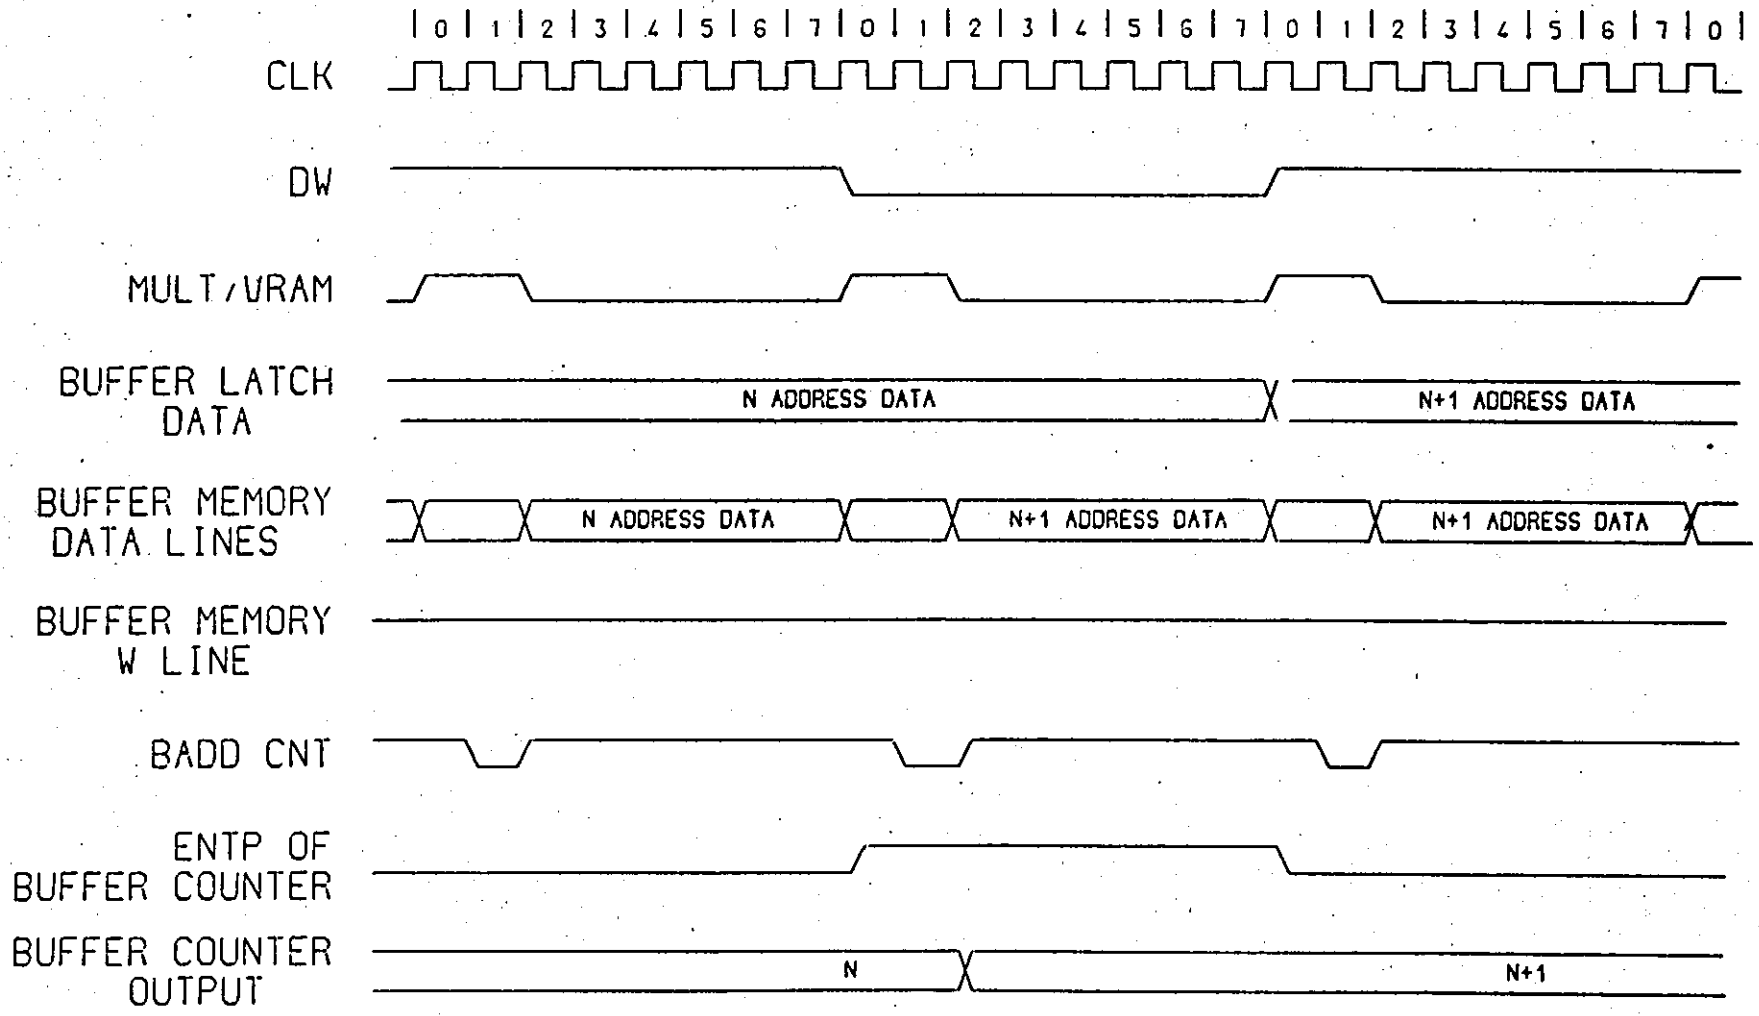 | 0 | 1 | 2 | 3 | 4 | 5 | 6 | 7 | 0 | 1 | 2 | 3 | 4 | 5 | 6 | 7 | 0 | 1 | 2 | 3 | 4 | 5 | 6 | 7 | 0 |
CLK
DW
MULT/VRAM
BUFFER LATCH
DATA
N ADDRESS DATA
N+1 ADDRESS DATA
BUFFER MEMORY
DATA LINES
N ADDRESS DATA
N+1 ADDRESS DATA
N+1 ADDRESS DATA
BUFFER MEMORY
W LINE
BADD CNT
ENTP OF
BUFFER COUNTER
BUFFER COUNTER
OUTPUT
N
N+1